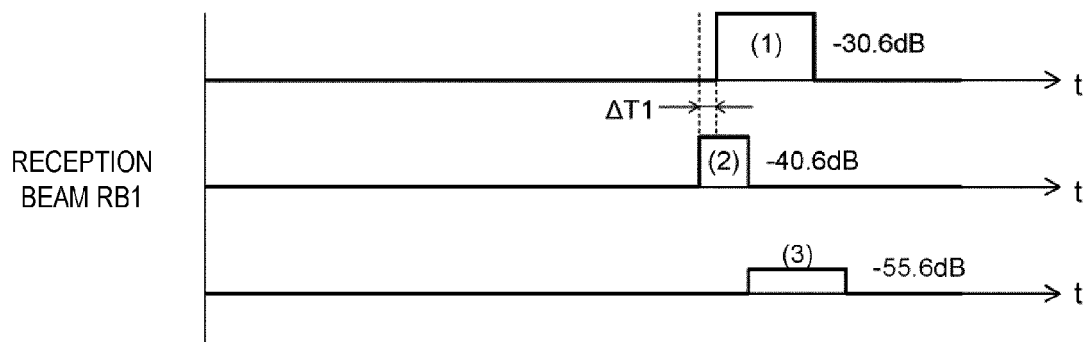 (1)
-30.6dB
t
ΔT1
RECEPTION
BEAM RB1
(2)
-40.6dB
t
(3)
-55.6dB
t